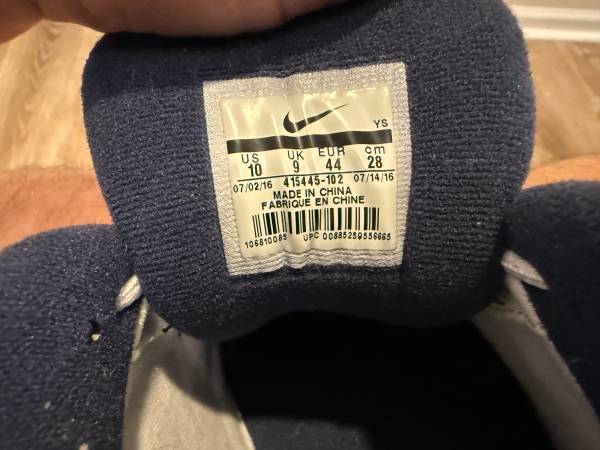 YS
US UK EUR cm
10 9 44 28
07/02/16 415445-102 07/14/16
MADE IN CHINA
FABRIQUE EN CHINE
106810085 UPC 00885259556665